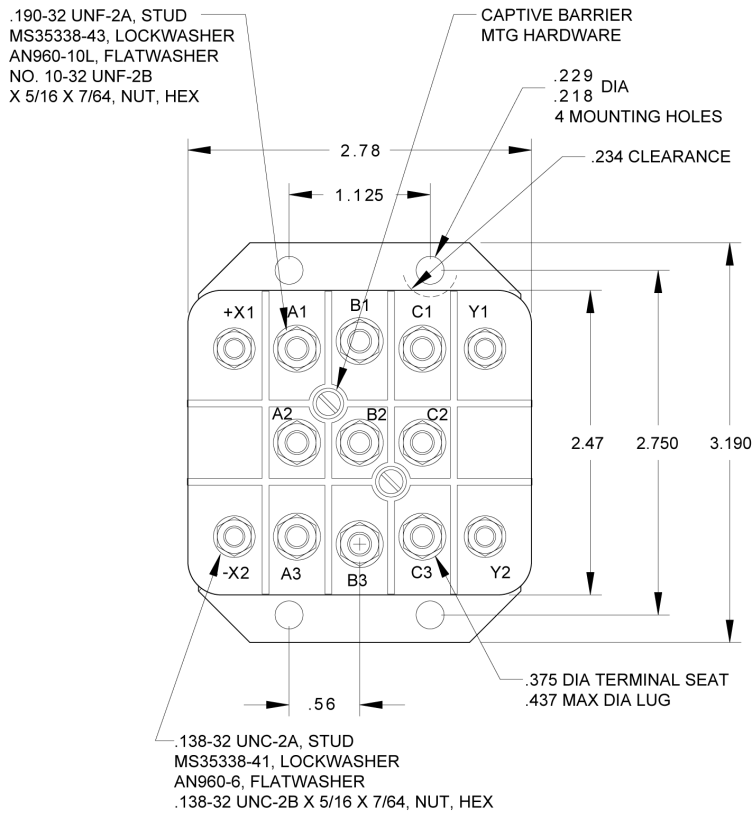 .190-32 UNF-2A, STUD
MS35338-43, LOCKWASHER
AN960-10L, FLATWASHER
NO. 10-32 UNF-2B
X 5/16 X 7/64, NUT, HEX
CAPTIVE BARRIER
MTG HARDWARE
.229
.218 DIA
4 MOUNTING HOLES
2.78
.234 CLEARANCE
1.125
+X1 A1 B1 C1 Y1
A2 B2 C2
2.47 2.750 3.190
-X2 A3 B3 C3 Y2
.375 DIA TERMINAL SEAT
.437 MAX DIA LUG
.56
.138-32 UNC-2A, STUD
MS35338-41, LOCKWASHER
AN960-6, FLATWASHER
.138-32 UNC-2B X 5/16 X 7/64, NUT, HEX